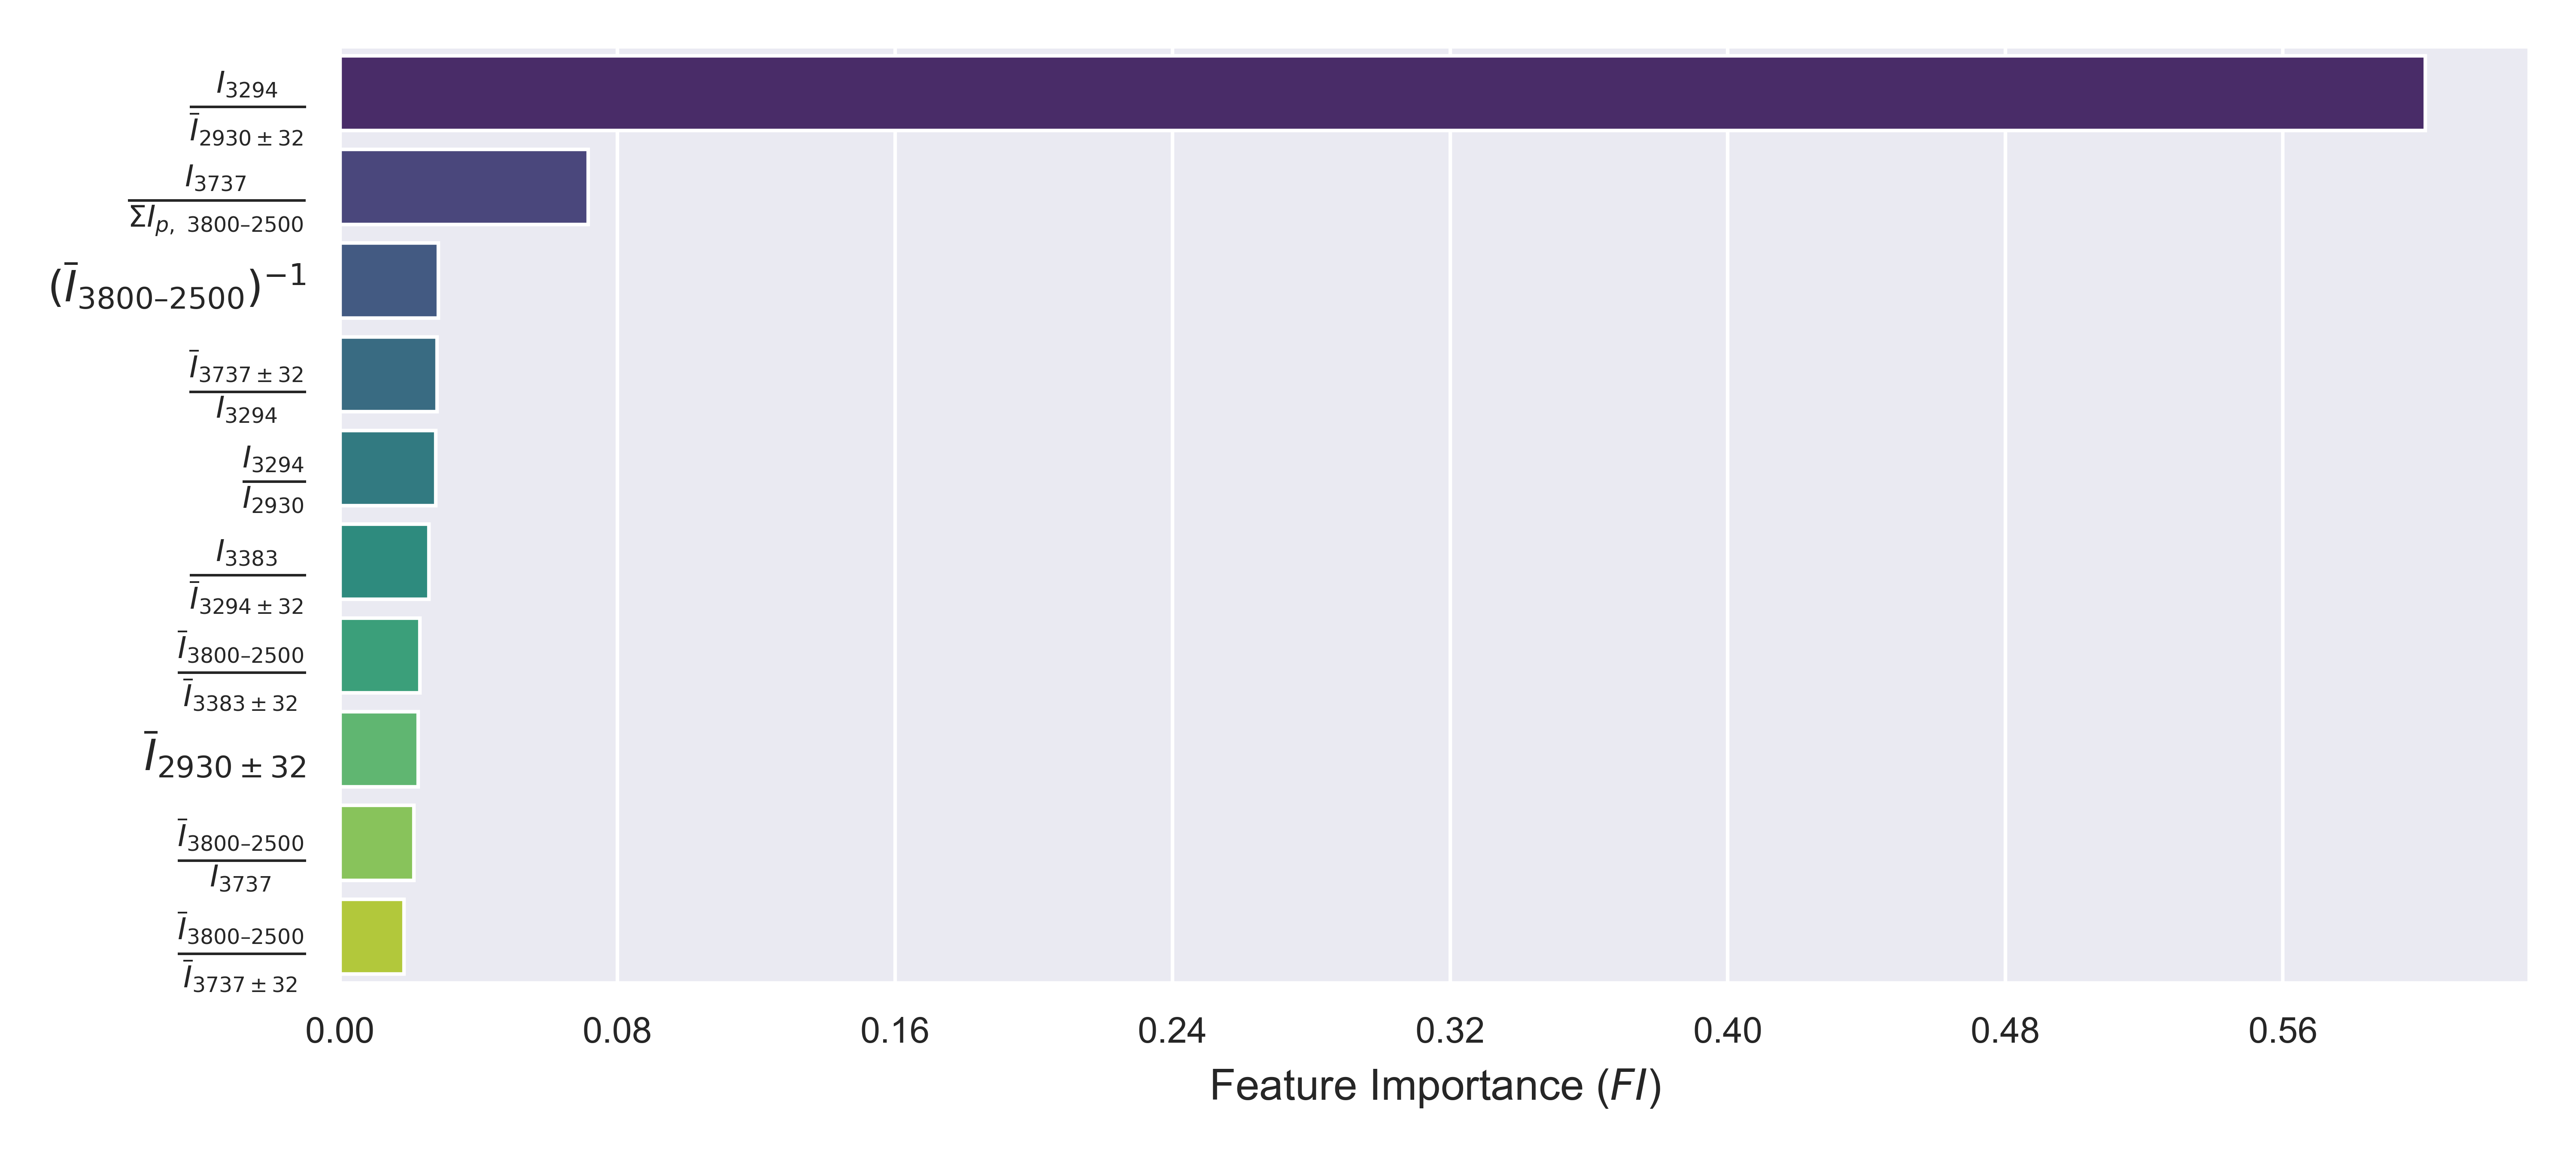 I3294
Ī2930 ± 32
I3737
ΣIp, 3800–2500
(Ī3800–2500)−1
Ī3737 ± 32
I3294
I3294
I2930
I3383
Ī3294 ± 32
Ī3800–2500
Ī3383 ± 32
Ī2930 ± 32
Ī3800–2500
I3737
Ī3800–2500
Ī3737 ± 32
0.00 0.08 0.16 0.24 0.32 0.40 0.48 0.56
Feature Importance (FI)